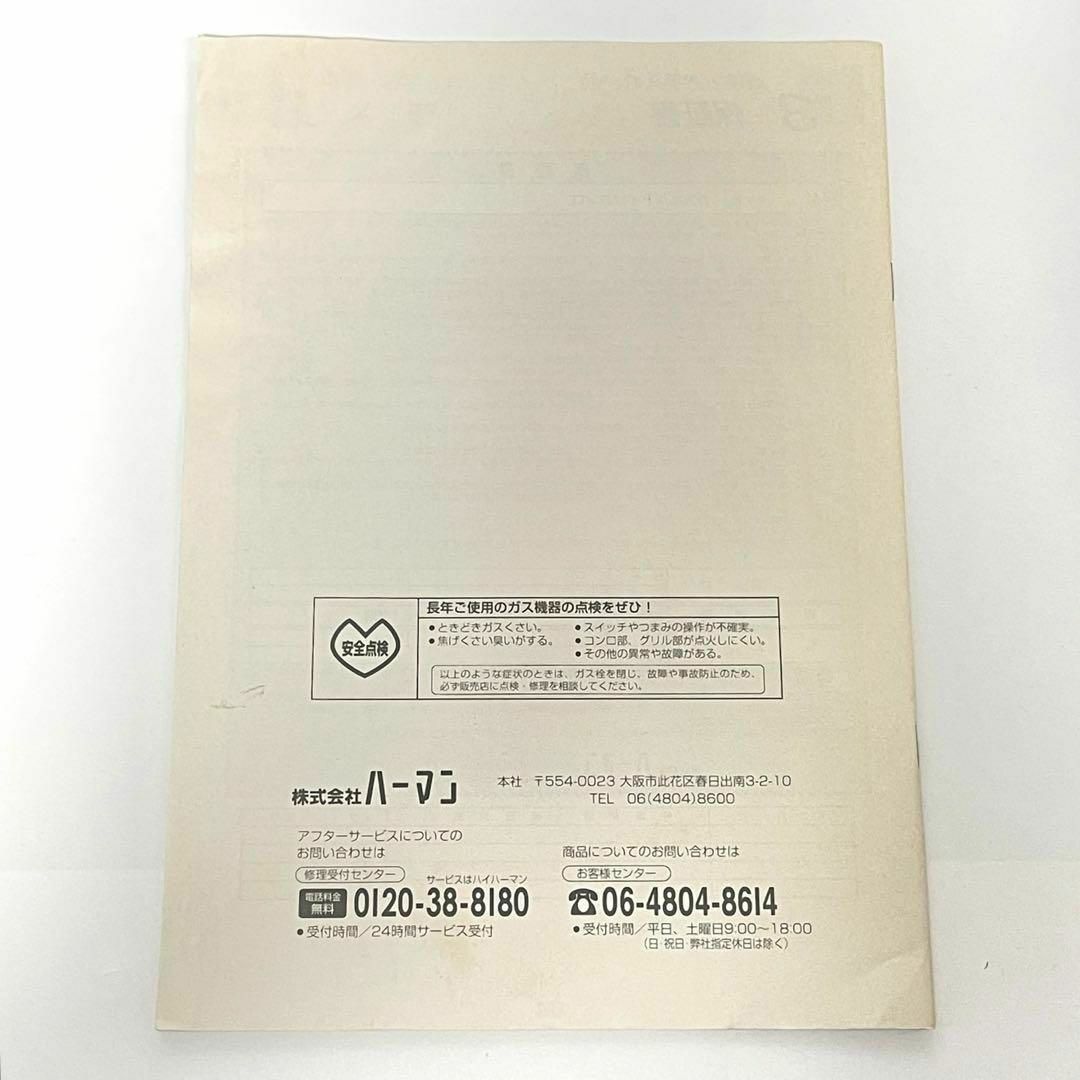 安全点検
長年ご使用のガス機器の点検をぜひ！
●ときどきガスくさい。
●焦げくさい臭いがする。
●スイッチやつまみの操作が不確実。
●コンロ部、グリル部が点火しにくい。
●その他の異常や故障がある。
以上のような症状のときは、ガス栓を閉じ、故障や事故防止のため、
必ず販売店に点検・修理を相談してください。
株式会社ハーマン
本社 〒554-0023 大阪市此花区春日出南3-2-10
TEL 06(4804)8600
アフターサービスについての
お問い合わせは
修理受付センター
サービスはハイハーマン
電話料金
無料
0120-38-8180
●受付時間／24時間サービス受付
商品についてのお問い合わせは
お客様センター
☎06-4804-8614
●受付時間／平日、土曜日9:00～18:00
（日・祝日・弊社指定休日は除く）